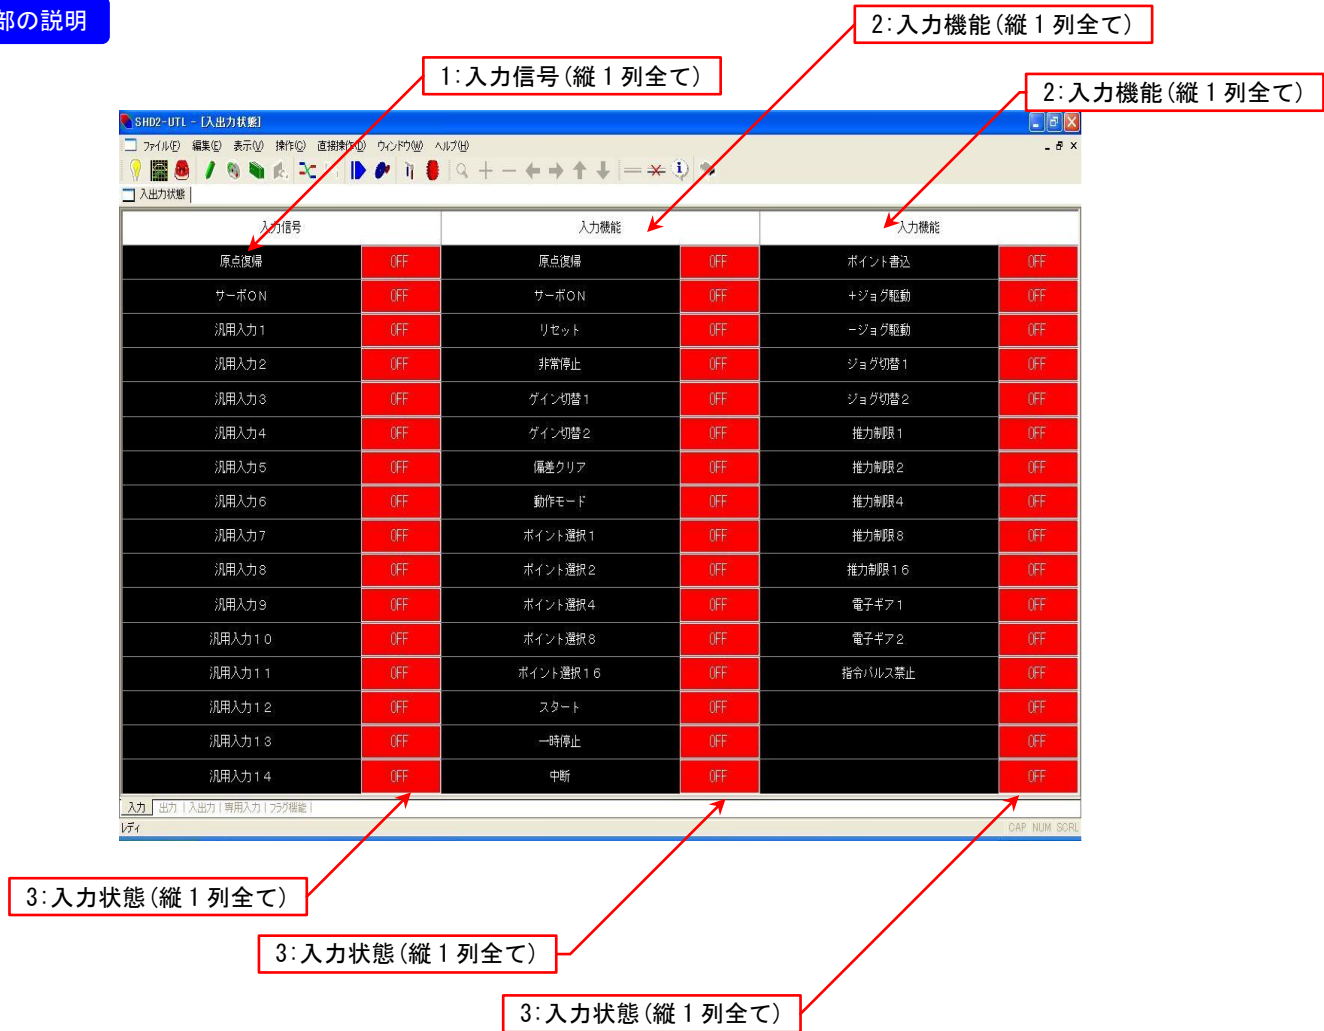 部の説明
2:入力機能(縦1列全て)
1:入力信号(縦1列全て)
2:入力機能(縦1列全て)
SHD2-UTL - [入出力状態]
ファイル(F) 編集(E) 表示(V) 操作(C) 直接操作(D) ウィンドウ(W) ヘルプ(H)
入出力状態
入力信号 入力機能 入力機能
原点復帰 OFF 原点復帰 OFF ポイント書込 OFF
サーボON OFF サーボON OFF +ジョグ駆動 OFF
汎用入力1 OFF リセット OFF -ジョグ駆動 OFF
汎用入力2 OFF 非常停止 OFF ジョグ切替1 OFF
汎用入力3 OFF ゲイン切替1 OFF ジョグ切替2 OFF
汎用入力4 OFF ゲイン切替2 OFF 推力制限1 OFF
汎用入力5 OFF 偏差クリア OFF 推力制限2 OFF
汎用入力6 OFF 動作モード OFF 推力制限4 OFF
汎用入力7 OFF ポイント選択1 OFF 推力制限8 OFF
汎用入力8 OFF ポイント選択2 OFF 推力制限16 OFF
汎用入力9 OFF ポイント選択4 OFF 電子ギア1 OFF
汎用入力10 OFF ポイント選択8 OFF 電子ギア2 OFF
汎用入力11 OFF ポイント選択16 OFF 指令パルス禁止 OFF
汎用入力12 OFF スタート OFF OFF
汎用入力13 OFF 一時停止 OFF OFF
汎用入力14 OFF 中断 OFF OFF
入力 出力 入出力 専用入力 フラグ機能
レディ CAP NUM SCRL
3:入力状態(縦1列全て)
3:入力状態(縦1列全て)
3:入力状態(縦1列全て)